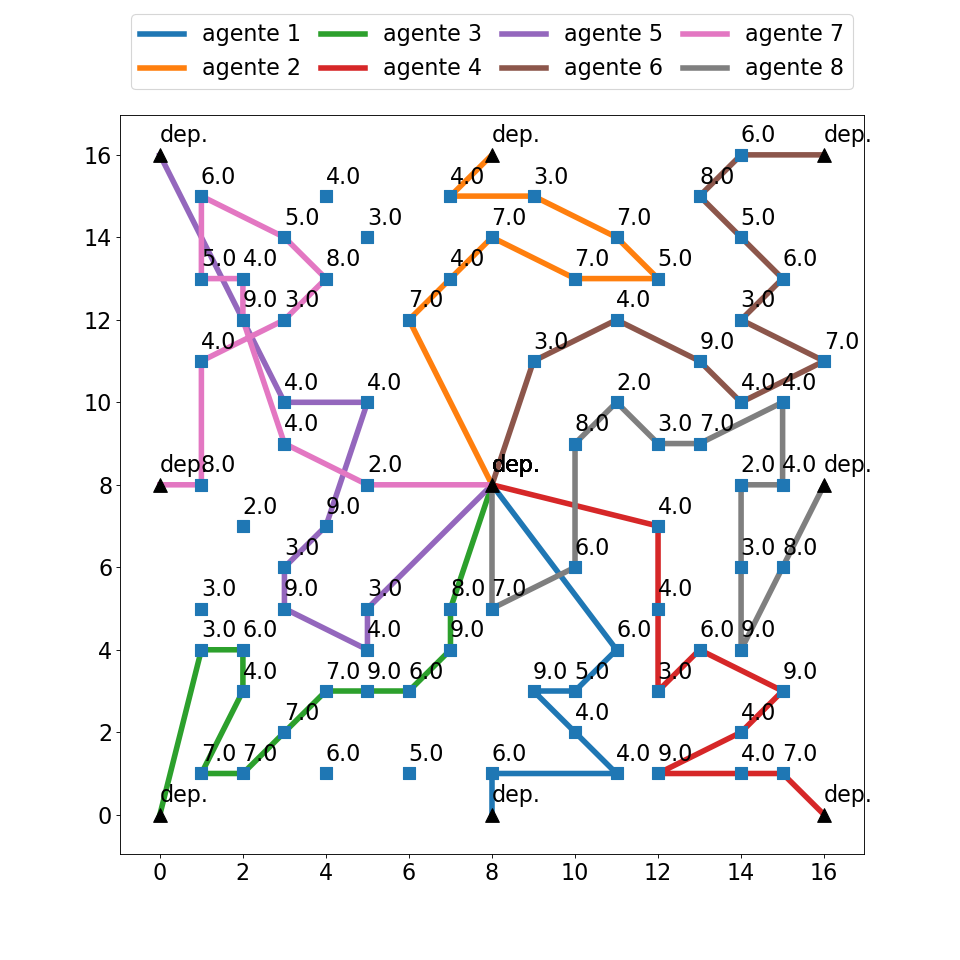 agente 1 agente 3 agente 5 agente 7
agente 2 agente 4 agente 6 agente 8
dep. dep. 6.0 dep.
16
6.0 4.0 4.0 3.0 8.0
5.0 3.0 7.0 7.0 5.0
14
5.0 4.0 8.0 4.0 7.0 5.0 6.0
9.0 3.0 7.0 4.0 3.0
12
4.0 3.0 9.0 7.0
4.0 4.0 2.0 4.0 4.0
10
4.0 8.0 3.0 7.0
dep. 8.0 2.0 dep. 2.0 4.0 dep.
8
2.0 9.0 4.0
3.0 6.0 3.0 8.0
6
3.0 9.0 3.0 8.0 7.0 4.0
3.0 6.0 4.0 9.0 6.0 6.0 9.0
4
4.0 7.0 9.0 6.0 9.0 5.0 3.0 9.0
7.0 4.0 4.0
2
7.0 7.0 6.0 5.0 6.0 4.0 9.0 4.0 7.0
dep. dep. dep.
0
0 2 4 6 8 10 12 14 16